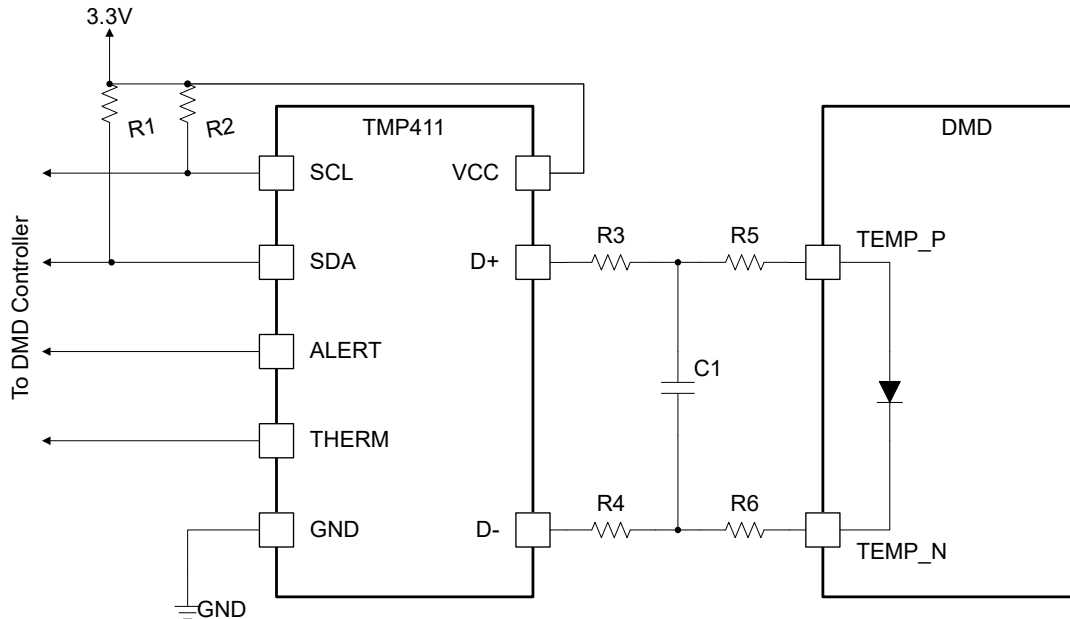 3.3V
R1
R2
TMP411
DMD
SCL
VCC
R3
R5
TEMP_P
SDA
D+
To DMD Controller
ALERT
C1
THERM
R4
R6
GND
D-
TEMP_N
GND